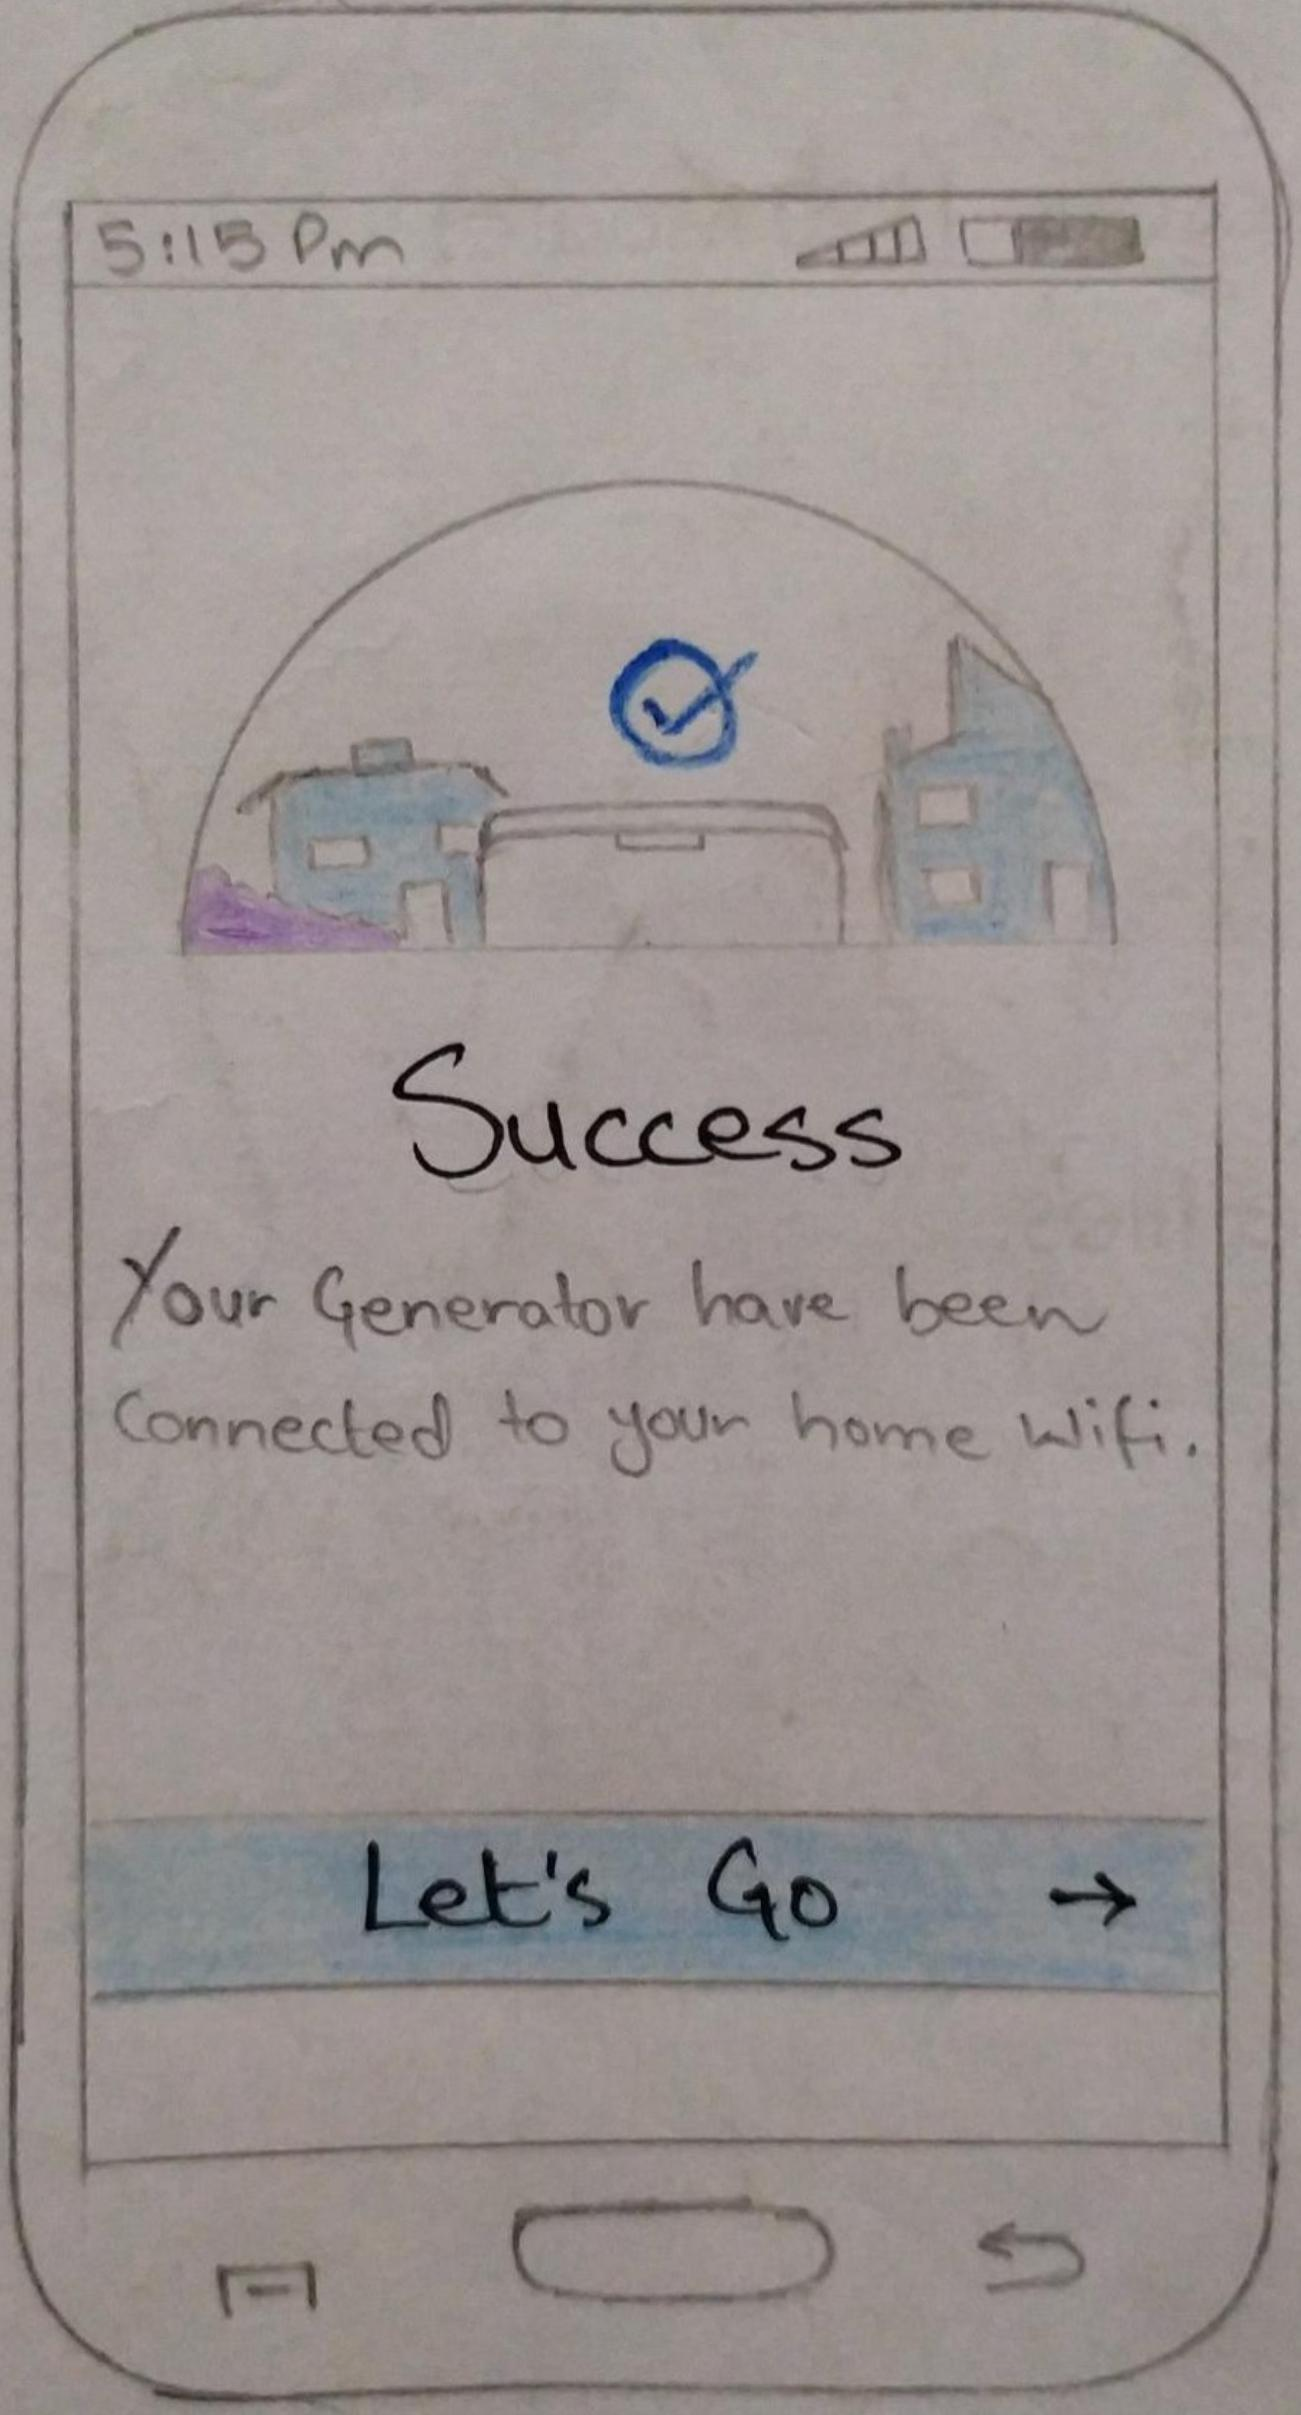 5:15 Pm
Success
Your Generator have been
Connected to your home Wifi.
Let's Go →